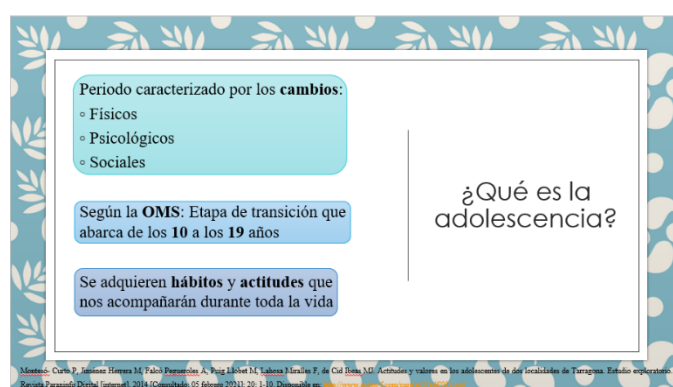 Periodo caracterizado por los cambios:
◦ Físicos
◦ Psicológicos
◦ Sociales
Según la OMS: Etapa de transición que
abarca de los 10 a los 19 años
Se adquieren hábitos y actitudes que
nos acompañarán durante toda la vida
¿Qué es la
adolescencia?
Montesó- Curto P, Jiménez Herrera M, Falcó Pegueroles A, Puig Llobet M, Lahoza Miralles F, de Cid Ibeas MJ. Actitudes y valores en los adolescentes de dos localidades de Tarragona. Estudio exploratorio.
Revista Paraninfo Digital [internet]. 2014 [Consultado 05 febrero 2021]; 20: 1-10. Disponible en: